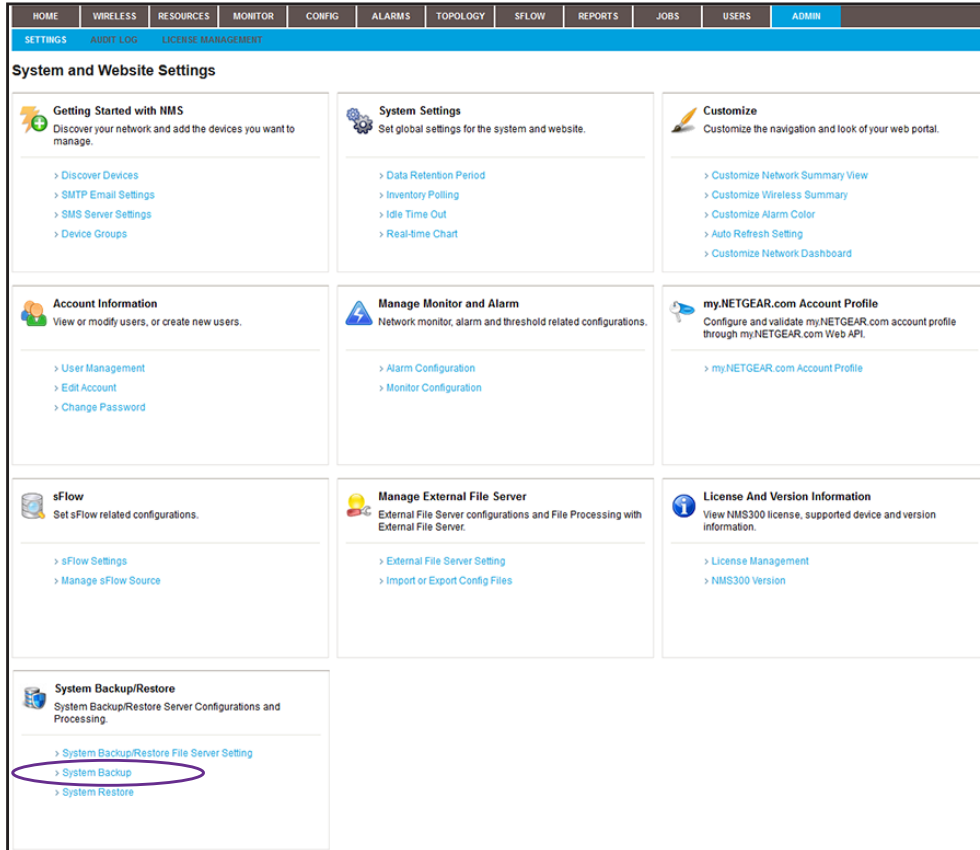 HOME WIRELESS RESOURCES MONITOR CONFIG ALARMS TOPOLOGY SFLOW REPORTS JOBS USERS ADMIN
SETTINGS AUDIT LOG LICENSE MANAGEMENT
System and Website Settings
Getting Started with NMS
Discover your network and add the devices you want to
manage.
> Discover Devices
> SMTP Email Settings
> SMS Server Settings
> Device Groups
System Settings
Set global settings for the system and website.
> Data Retention Period
> Inventory Polling
> Idle Time Out
> Real-time Chart
Customize
Customize the navigation and look of your web portal.
> Customize Network Summary View
> Customize Wireless Summary
> Customize Alarm Color
> Auto Refresh Setting
> Customize Network Dashboard
Account Information
View or modify users, or create new users.
> User Management
> Edit Account
> Change Password
Manage Monitor and Alarm
Network monitor, alarm and threshold related configurations.
> Alarm Configuration
> Monitor Configuration
my.NETGEAR.com Account Profile
Configure and validate my.NETGEAR.com account profile
through my.NETGEAR.com Web API.
> my.NETGEAR.com Account Profile
sFlow
Set sFlow related configurations.
> sFlow Settings
> Manage sFlow Source
Manage External File Server
External File Server configurations and File Processing with
External File Server.
> External File Server Setting
> Import or Export Config Files
License And Version Information
View NMS300 license, supported device and version
information.
> License Management
> NMS300 Version
System Backup/Restore
System Backup/Restore Server Configurations and
Processing.
> System Backup/Restore File Server Setting
> System Backup
> System Restore